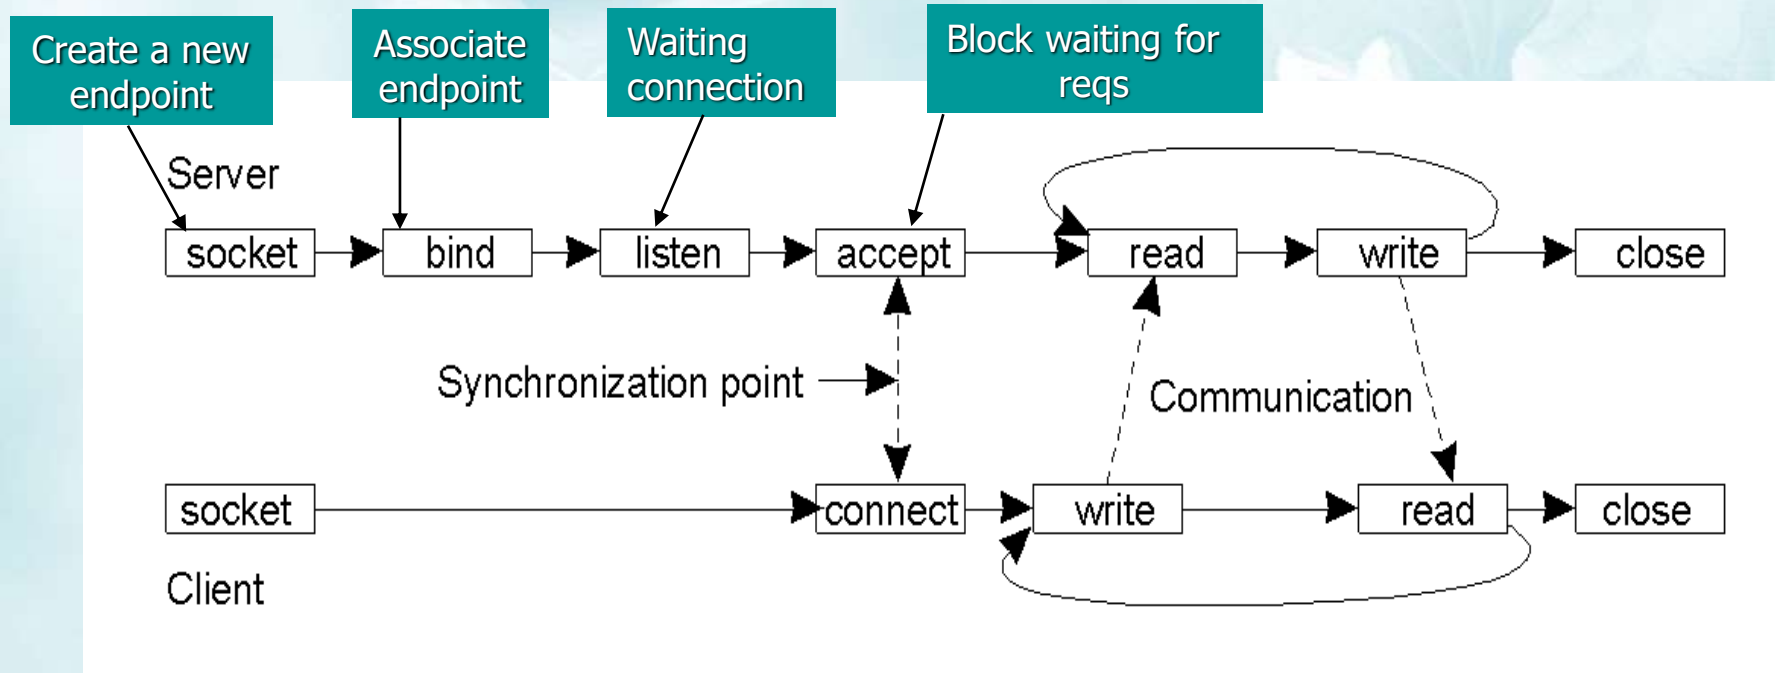 Create a new
endpoint
Associate
endpoint
Waiting
connection
Block waiting for
reqs
Server
socket
bind
listen
accept
read
write
close
Synchronization point
Communication
socket
connect
write
read
close
Client